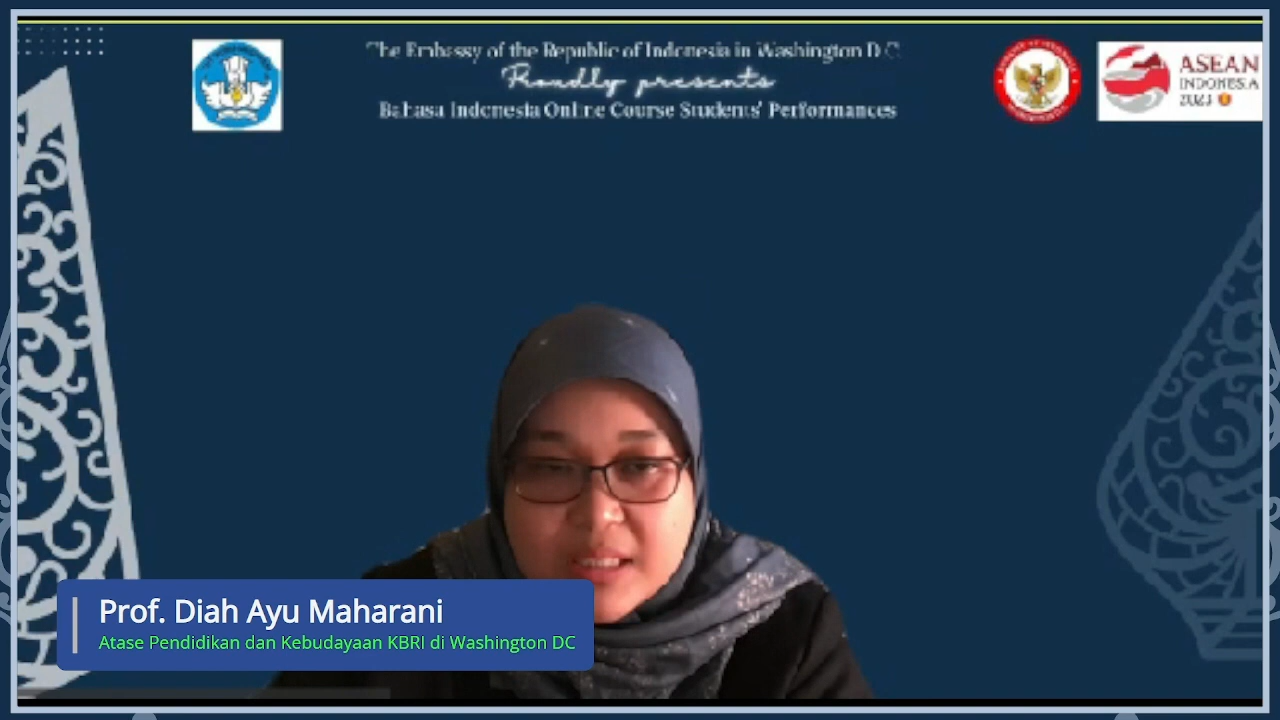 The Embassy of the Republic of Indonesia in Washington D.C.
Proudly presents
Bahasa Indonesia Online Course Students' Performances
ASEAN
INDONESIA
2023
Prof. Diah Ayu Maharani
Atase Pendidikan dan Kebudayaan KBRI di Washington DC